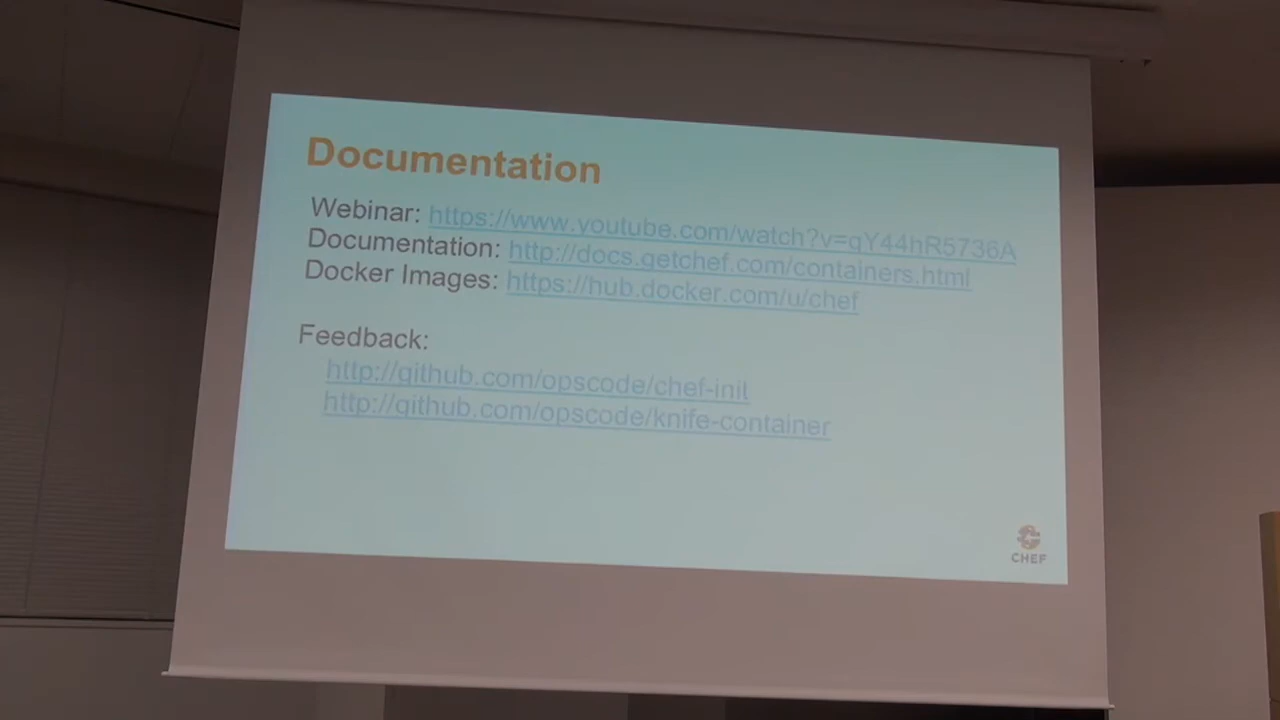 Documentation
Webinar: https://www.youtube.com/watch?v=qY44hR5736A
Documentation: http://docs.getchef.com/containers.html
Docker Images: https://hub.docker.com/u/chef
Feedback:
http://github.com/opscode/chef-init
http://github.com/opscode/knife-container
CHEF